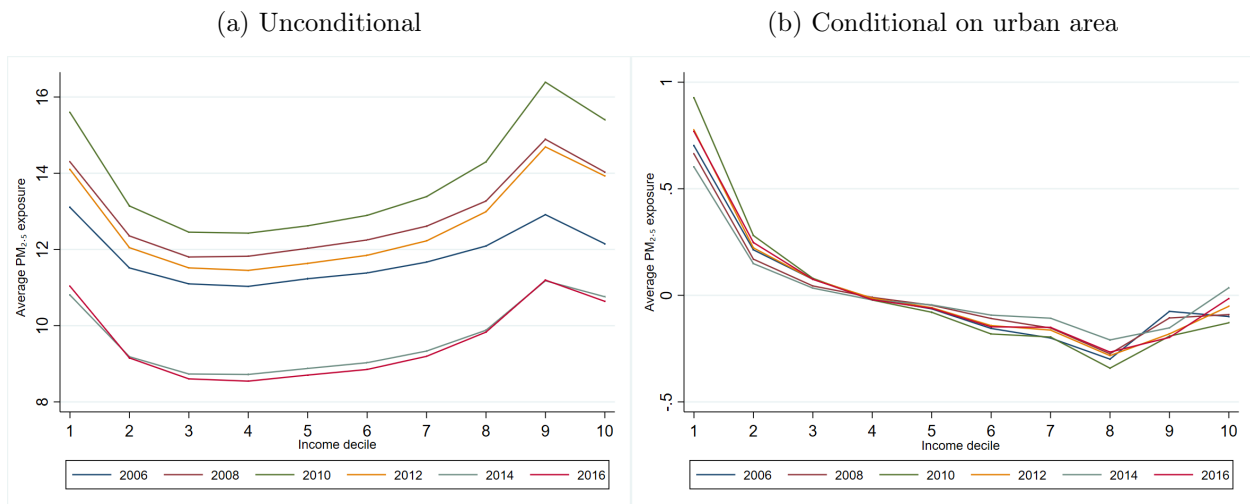 (a) Unconditional
(b) Conditional on urban area
Average PM2.5 exposure
16
14
12
10
8
1 2 3 4 5 6 7 8 9 10
Income decile
2006 2008 2010 2012 2014 2016
Average PM2.5 exposure
1
.5
0
-.5
1 2 3 4 5 6 7 8 9 10
Income decile
2006 2008 2010 2012 2014 2016